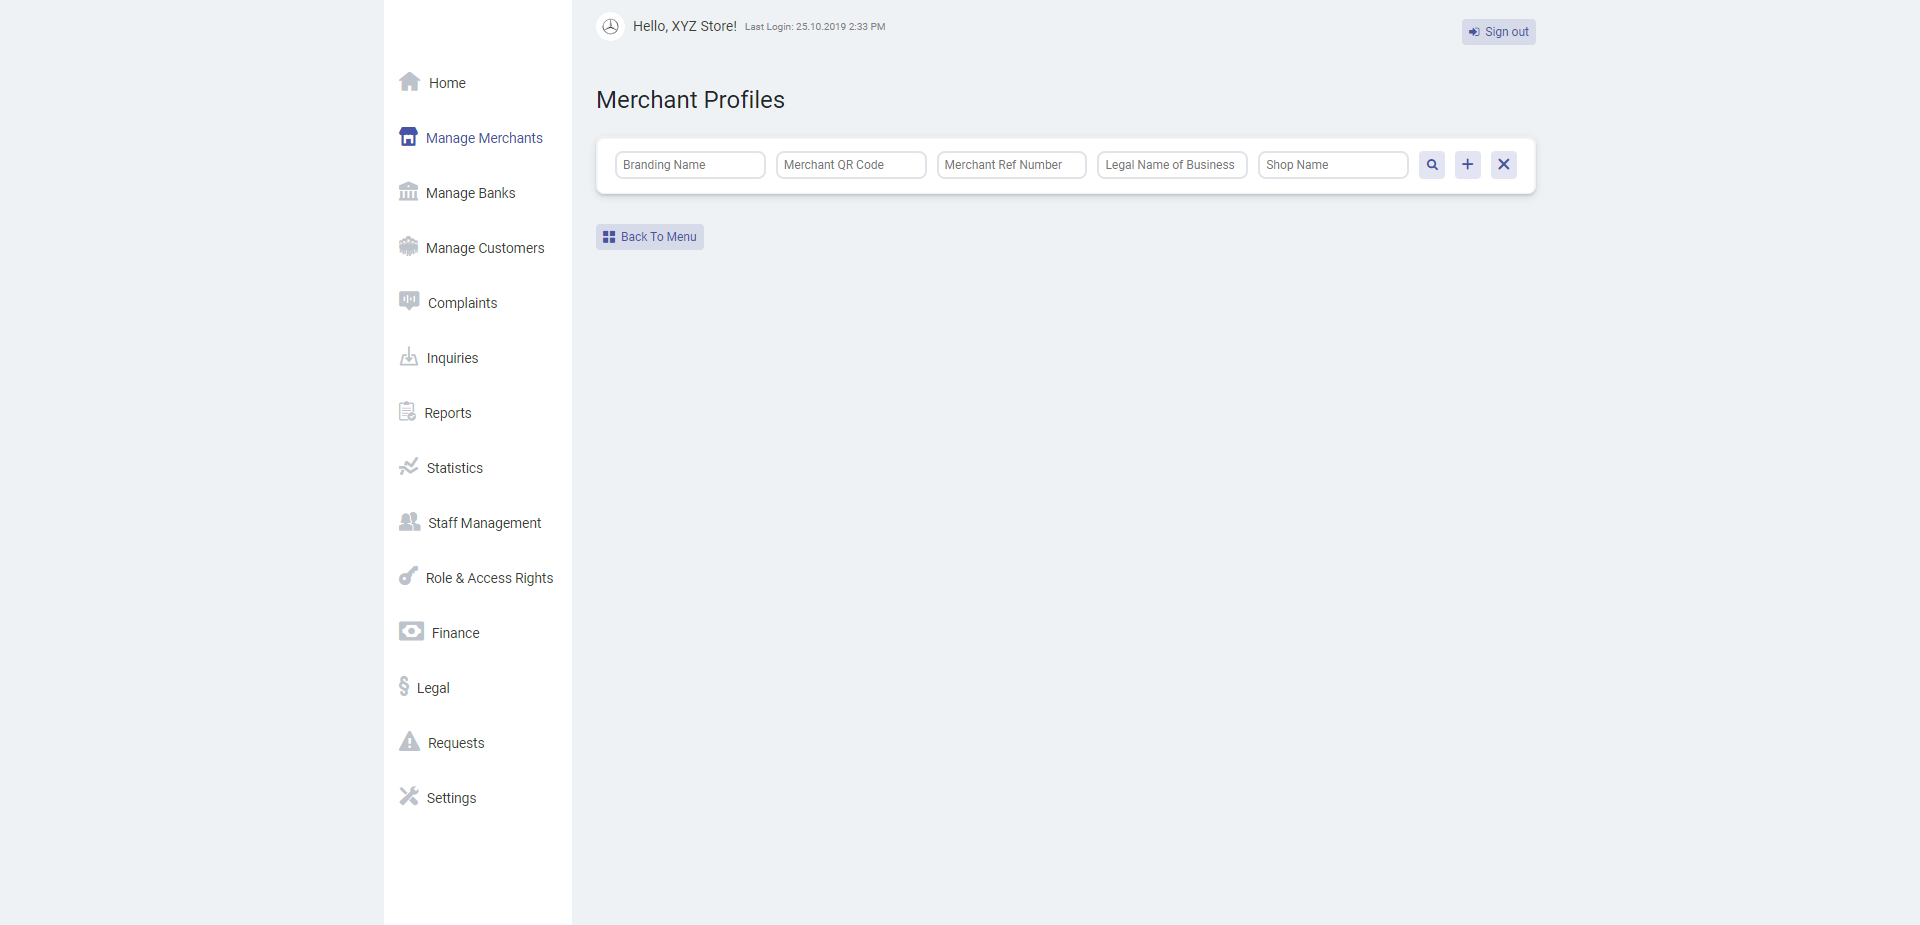 Hello, XYZ Store! Last Login: 25.10.2019 2:33 PM
Sign out
Home
Manage Merchants
Manage Banks
Manage Customers
Complaints
Inquiries
Reports
Statistics
Staff Management
Role & Access Rights
Finance
Legal
Requests
Settings
Merchant Profiles
Branding Name
Merchant QR Code
Merchant Ref Number
Legal Name of Business
Shop Name
Back To Menu